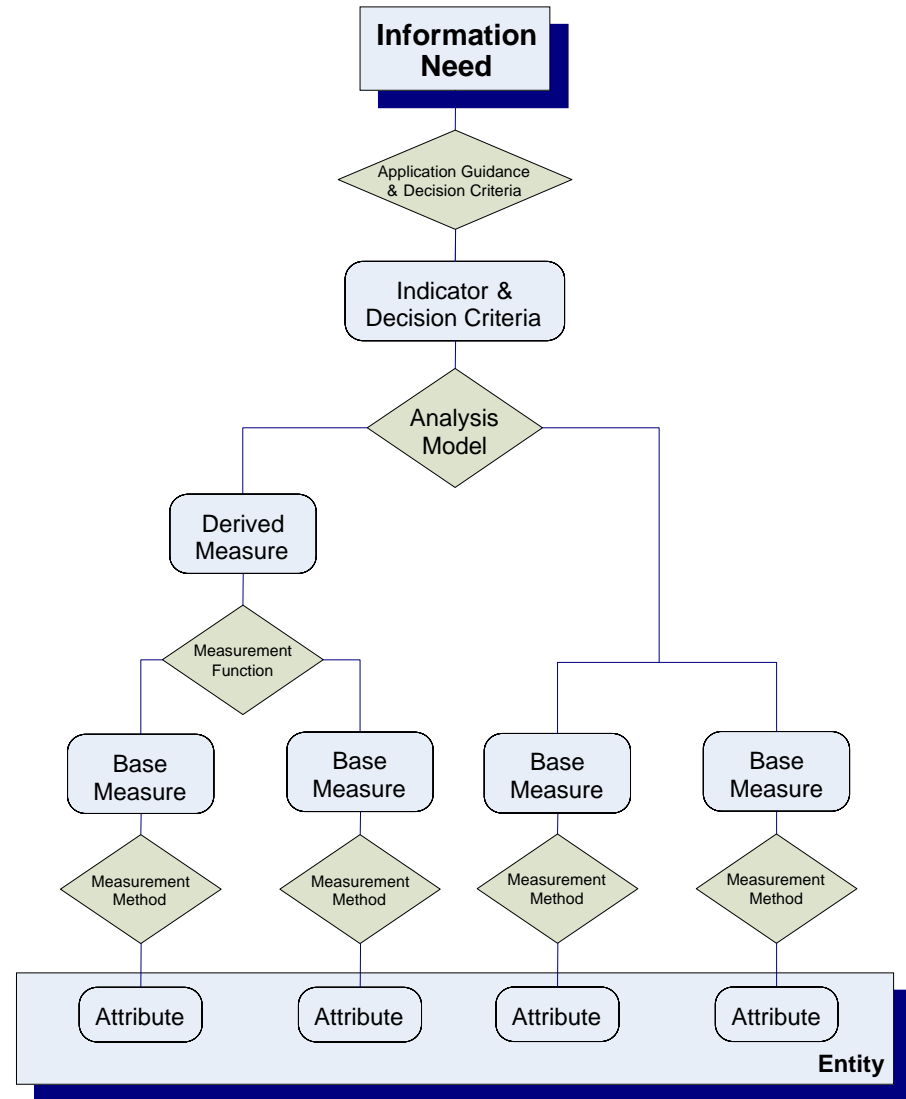 Information
Need
Application Guidance
& Decision Criteria
Indicator &
Decision Criteria
Analysis
Model
Derived
Measure
Measurement
Function
Base
Measure
Base
Measure
Base
Measure
Base
Measure
Measurement
Method
Measurement
Method
Measurement
Method
Measurement
Method
Attribute
Attribute
Attribute
Attribute
Entity